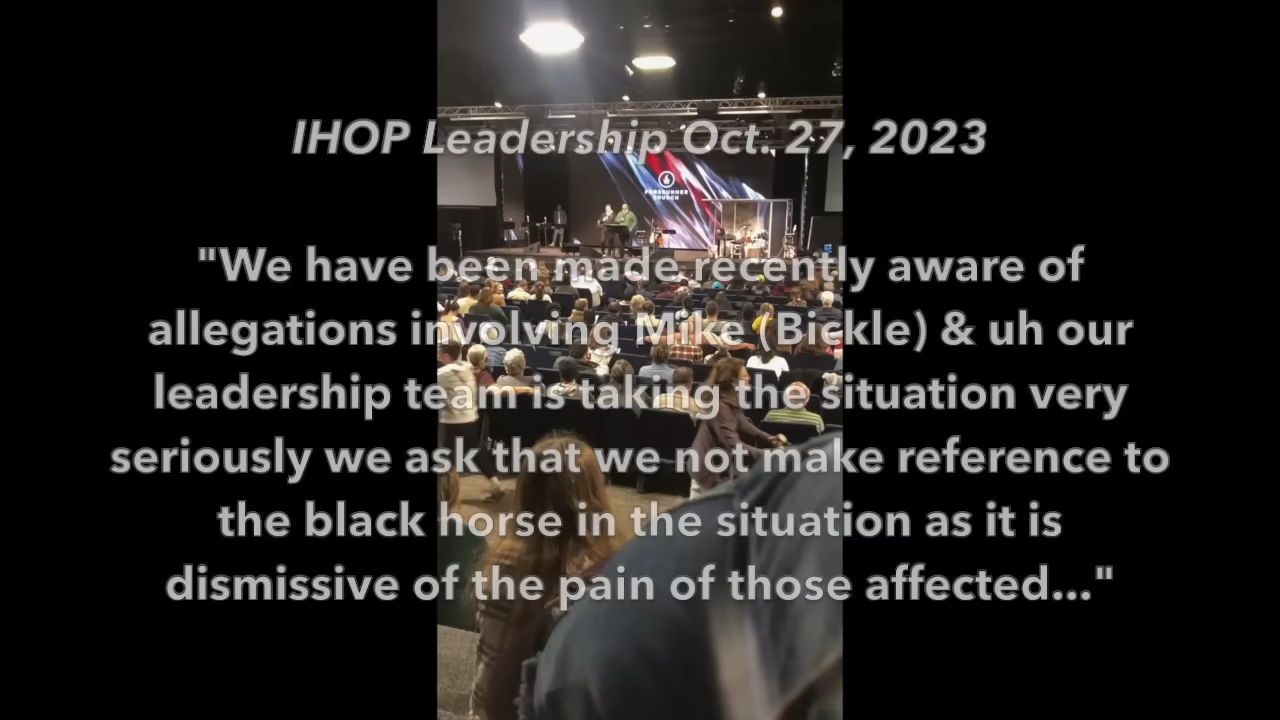 IHOP Leadership Oct. 27, 2023
FORERUNNER
CHURCH
"We have been made recently aware of
allegations involving Mike (Bickle) & uh our
leadership team is taking the situation very
seriously we ask that we not make reference to
the black horse in the situation as it is
dismissive of the pain of those affected..."